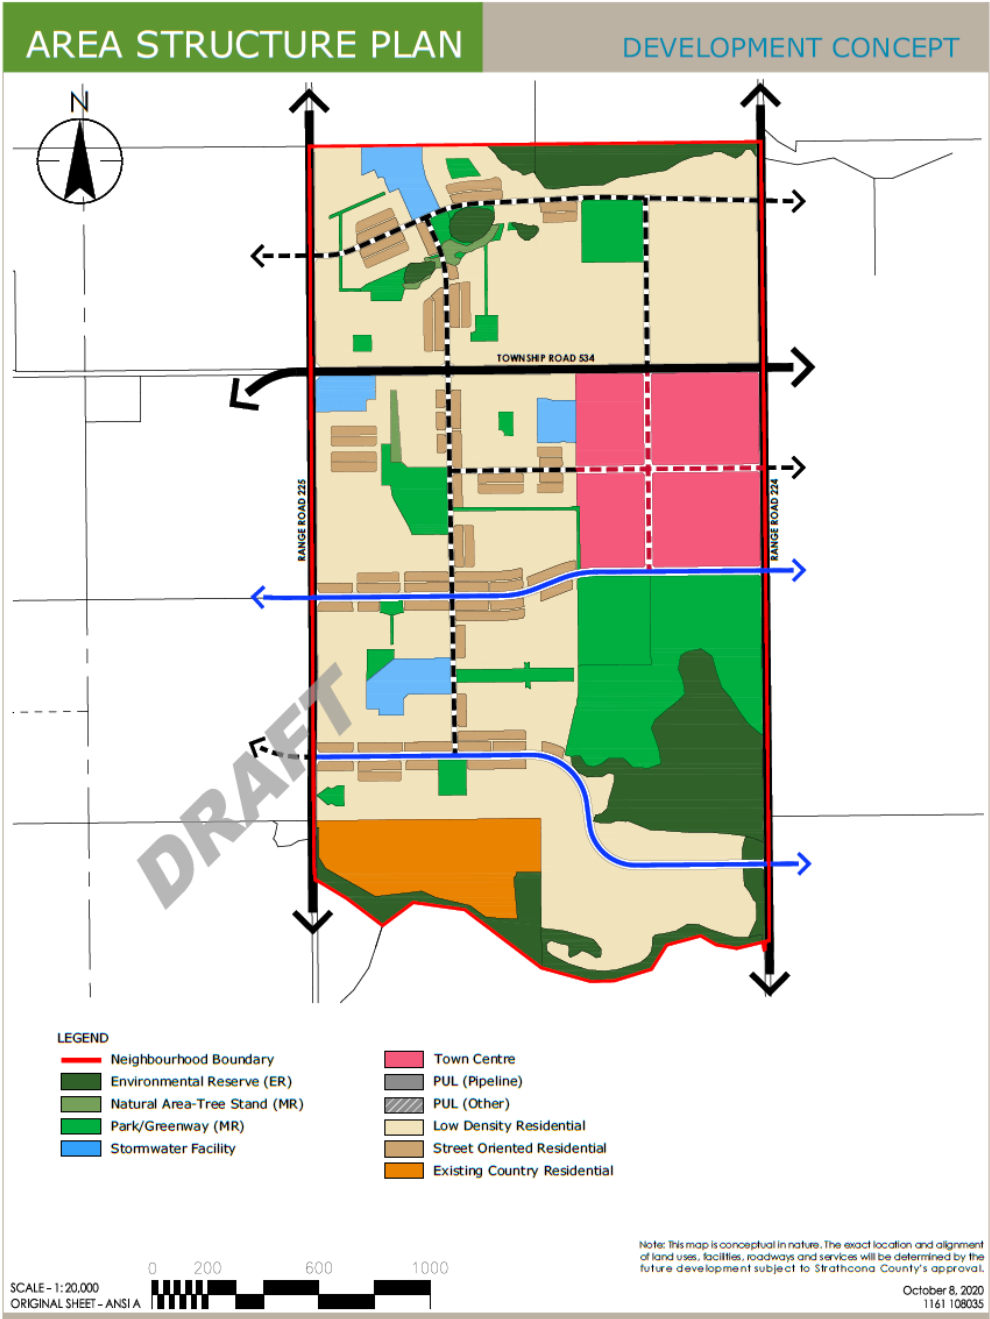 AREA STRUCTURE PLAN
DEVELOPMENT CONCEPT
N
TOWNSHIP ROAD 534
RANGE ROAD 225
RANGE ROAD 224
DRAFT
LEGEND
Neighbourhood Boundary
Environmental Reserve (ER)
Natural Area-Tree Stand (MR)
Park/Greenway (MR)
Stormwater Facility
Town Centre
PUL (Pipeline)
PUL (Other)
Low Density Residential
Street Oriented Residential
Existing Country Residential
Note: This map is conceptual in nature. The exact location and alignment
of land uses, facilities, roadways and services will be determined by the
future development subject to Strathcona County's approval.
0 200 600 1000
SCALE - 1: 20,000
ORIGINAL SHEET - ANSI A
October 8, 2020
1161 108035